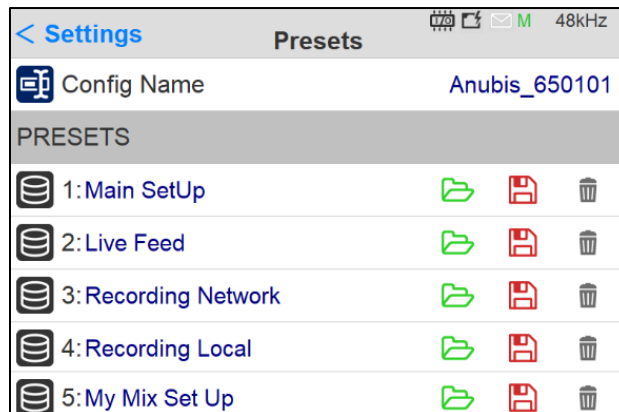 < Settings
Presets
I/O M 48kHz
Config Name Anubis_650101
PRESETS
1:Main SetUp
2:Live Feed
3:Recording Network
4:Recording Local
5:My Mix Set Up